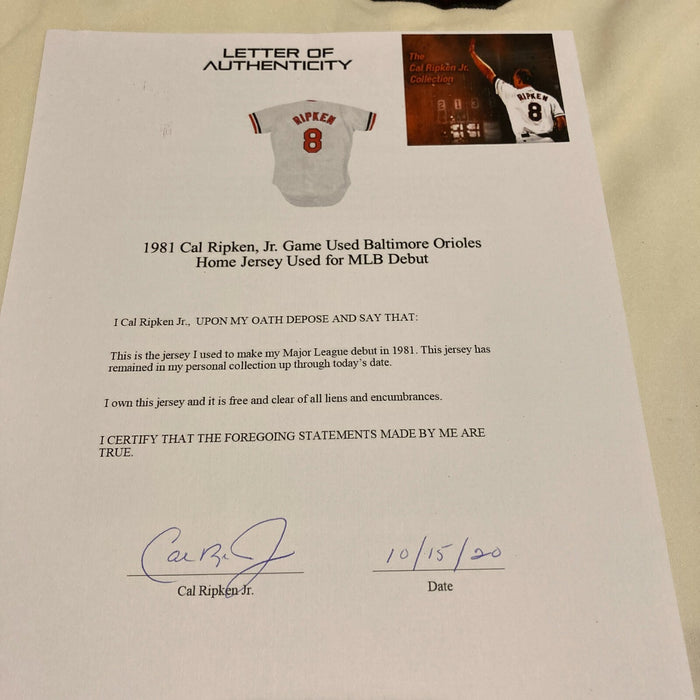 LETTER OF
AUTHENTICITY
The
Cal Ripken Jr.
Collection
2 1 3
RIPKEN
8
RIPKEN
8
1981 Cal Ripken, Jr. Game Used Baltimore Orioles
Home Jersey Used for MLB Debut
I Cal Ripken Jr., UPON MY OATH DEPOSE AND SAY THAT:
This is the jersey I used to make my Major League debut in 1981. This jersey has
remained in my personal collection up through today's date.
I own this jersey and it is free and clear of all liens and encumbrances.
I CERTIFY THAT THE FOREGOING STATEMENTS MADE BY ME ARE
TRUE.
10/15/20
Cal Ripken Jr.
Date